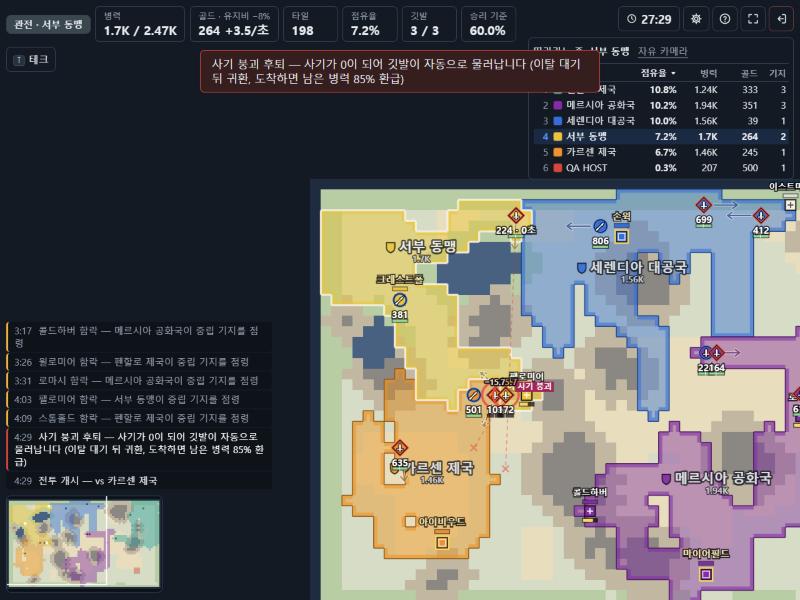 관전 · 서부 동맹
병력
1.7K / 2.47K
골드 · 유지비 −8%
264 +3.5/초
타일
198
점유율
7.2%
깃발
3 / 3
승리 기준
60.0%
27:29
T 테크
사기 붕괴 후퇴 — 사기가 0이 되어 깃발이 자동으로 물러납니다 (이탈 대기
뒤 귀환, 도착하면 남은 병력 85% 환급)
서부 동맹 자유 카메라
점유율 ▾ 병력 골드 기지
제국 10.8% 1.24K 333 3
2 메르시아 공화국 10.2% 1.94K 351 3
3 세렌디아 대공국 10.0% 1.56K 39 1
4 서부 동맹 7.2% 1.7K 264 2
5 카르센 제국 6.7% 1.46K 245 1
6 QA HOST 0.3% 207 500 1
서부 동맹
1.7K
크레스트폴
381
224 · 0초
806
손윅
699
412
세렌디아 대공국
1.56K
22164
사기 붕괴
501
10172
635
카르센 제국
1.46K
아이비우드
콜드하버
메르시아 공화국
1.94K
마이어필드
3:17 콜드하버 함락 — 메르시아 공화국이 중립 기지를 점
령
3:26 윌로미어 함락 — 펜할로 제국이 중립 기지를 점령
3:31 로마시 함락 — 메르시아 공화국이 중립 기지를 점령
4:03 팰로미어 함락 — 서부 동맹이 중립 기지를 점령
4:09 스톰홀드 함락 — 펜할로 제국이 중립 기지를 점령
4:29 사기 붕괴 후퇴 — 사기가 0이 되어 깃발이 자동으로
물러납니다 (이탈 대기 뒤 귀환, 도착하면 남은 병력 85% 환
급)
4:29 전투 개시 — vs 카르센 제국